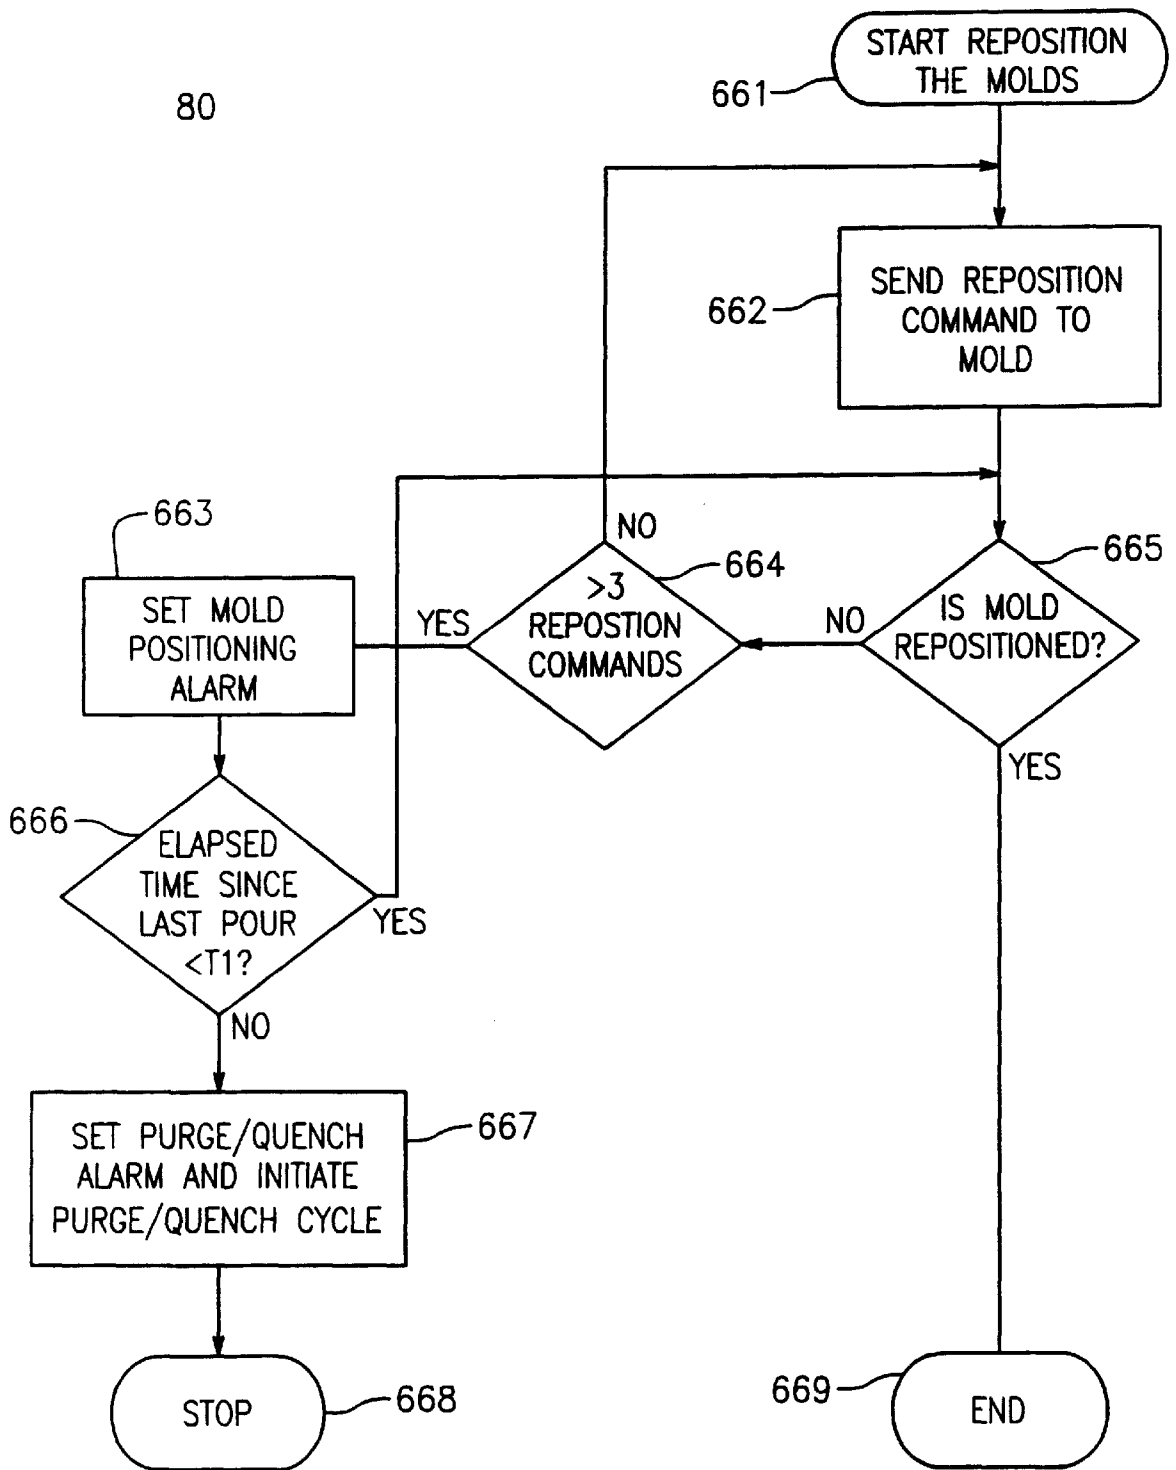 80
START REPOSITION
THE MOLDS
661
SEND REPOSITION
COMMAND TO
MOLD
662
663
SET MOLD
POSITIONING
ALARM
YES
NO
>3
REPOSTION
COMMANDS
664
NO
665
IS MOLD
REPOSITIONED?
YES
666
ELAPSED
TIME SINCE
LAST POUR
<T1?
YES
NO
SET PURGE/QUENCH
ALARM AND INITIATE
PURGE/QUENCH CYCLE
667
STOP
668
669
END